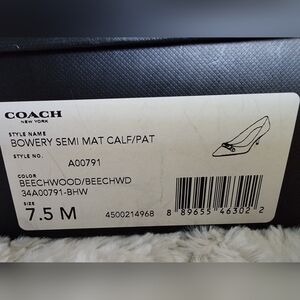 COACH
NEW YORK
STYLE NAME
BOWERY SEMI MAT CALF/PAT
STYLE NO.
A00791
COLOR
BEECHWOOD/BEECHWD
34A00791-BHW
SIZE
7.5 M
4500214968
8 89655 46302 2